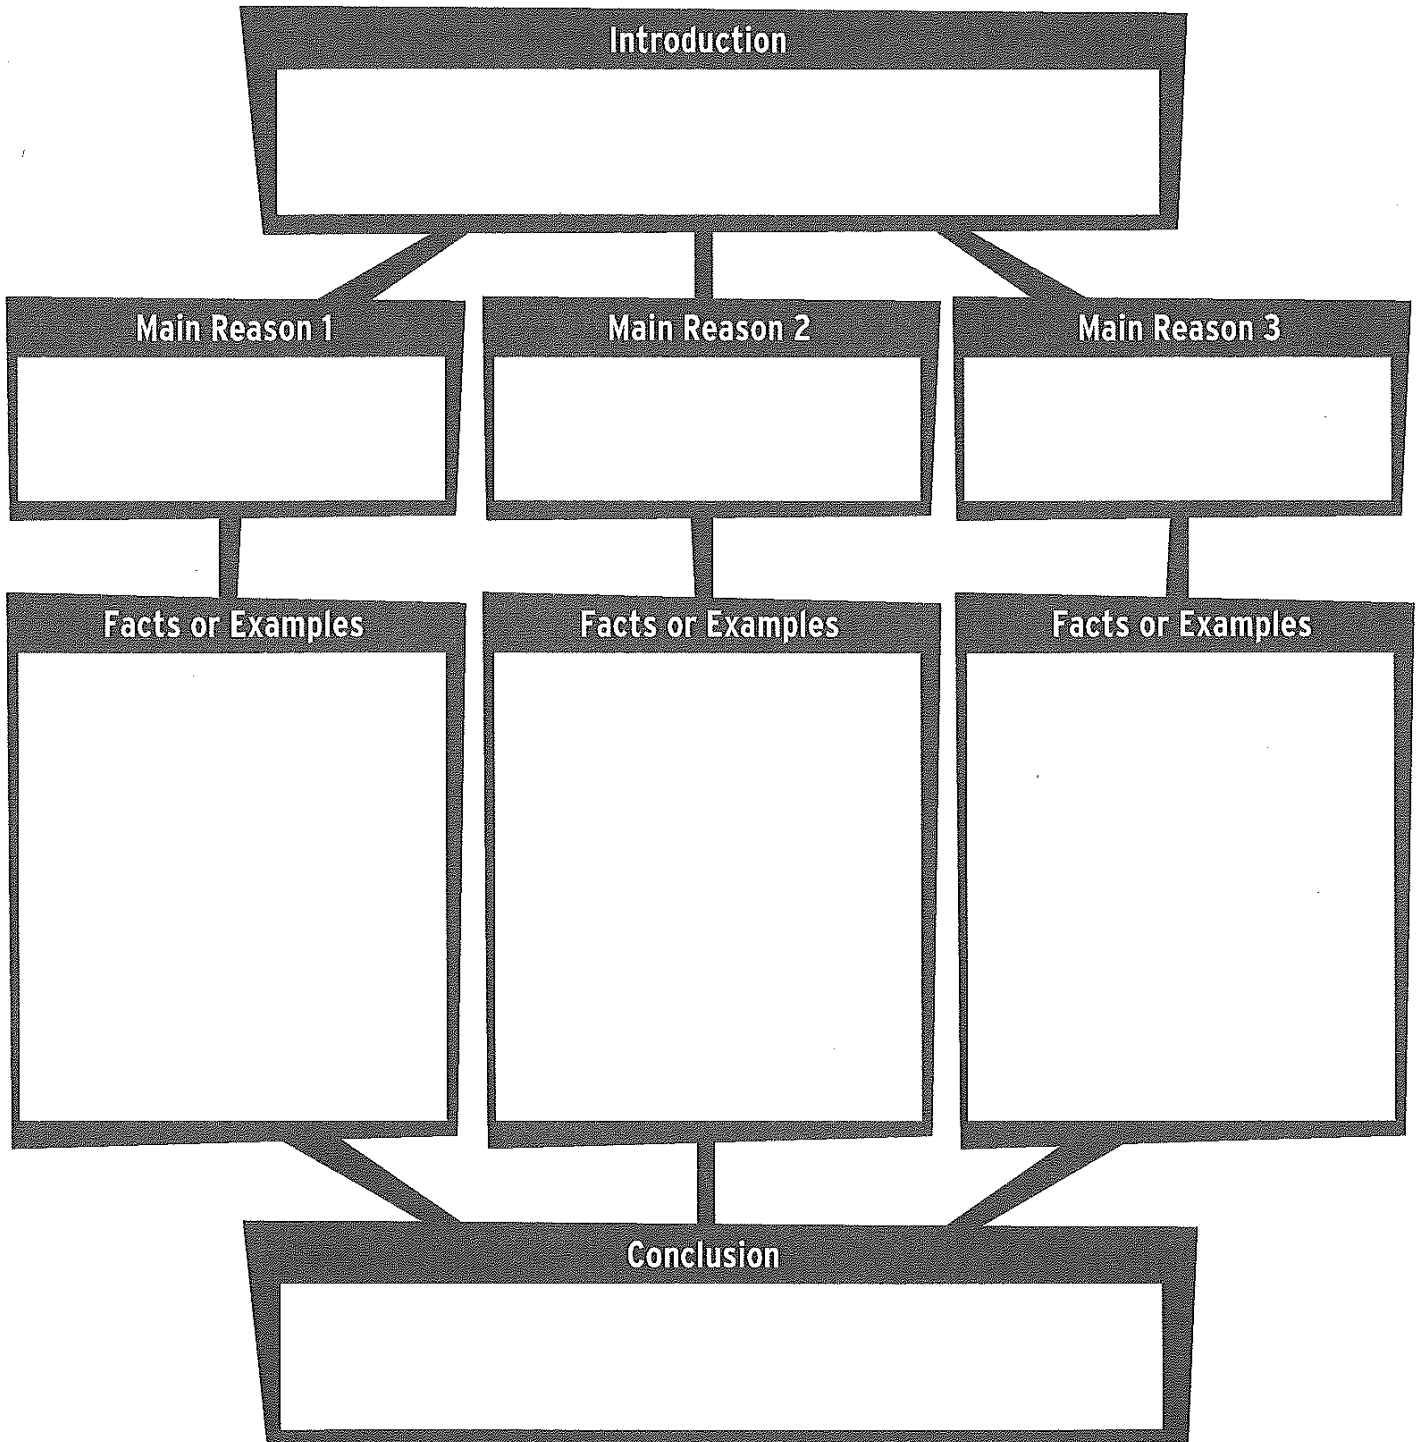 Introduction
Main Reason 1
Main Reason 2
Main Reason 3
Facts or Examples
Facts or Examples
Facts or Examples
Conclusion